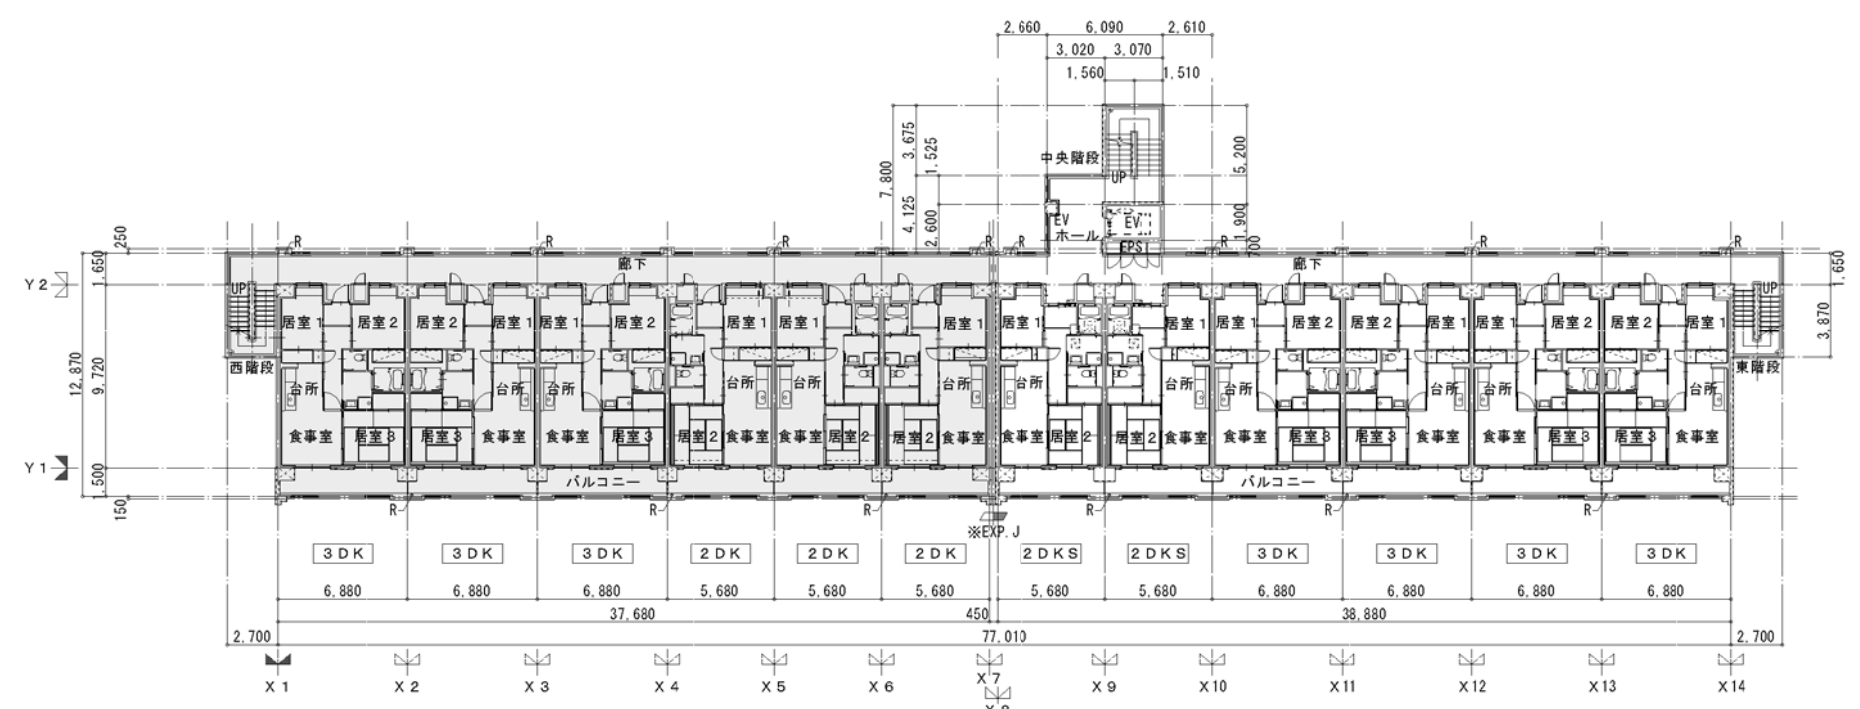 2,660 6,090 2,610
3,020 3,070
1,560 1,510
3,675 1,525 5,200
7,800
4,125 2,600 1,900
700
中央階段
UP
EV
ホール
EV
EPS
250
1,650
12,870 9,720
1,500
150
1,650
3,870
R R R R R R R R
廊下 廊下
Y2
UP UP
居室1 居室2 居室2 居室1 居室1 居室2 居室1 居室1 居室1 居室1 居室1 居室1 居室2 居室2 居室1 居室1 居室2 居室2 居室1
西階段 東階段
台所 台所 台所 台所 台所 台所 台所 台所 台所 台所 台所 台所
食事室 居室3 居室3 食事室 食事室 居室3 居室2 食事室 食事室 居室2 居室2 食事室 食事室 居室2 居室2 食事室 食事室 居室3 居室3 食事室 食事室 居室3 居室3 食事室
Y1
バルコニー バルコニー
R R R R R R
※EXP.J
3DK 3DK 3DK 2DK 2DK 2DK 2DKS 2DKS 3DK 3DK 3DK 3DK
6,880 6,880 6,880 5,680 5,680 5,680 5,680 5,680 6,880 6,880 6,880 6,880
37,680 450 38,880
2,700 77,010 2,700
X1 X2 X3 X4 X5 X6 X7 X9 X10 X11 X12 X13 X14